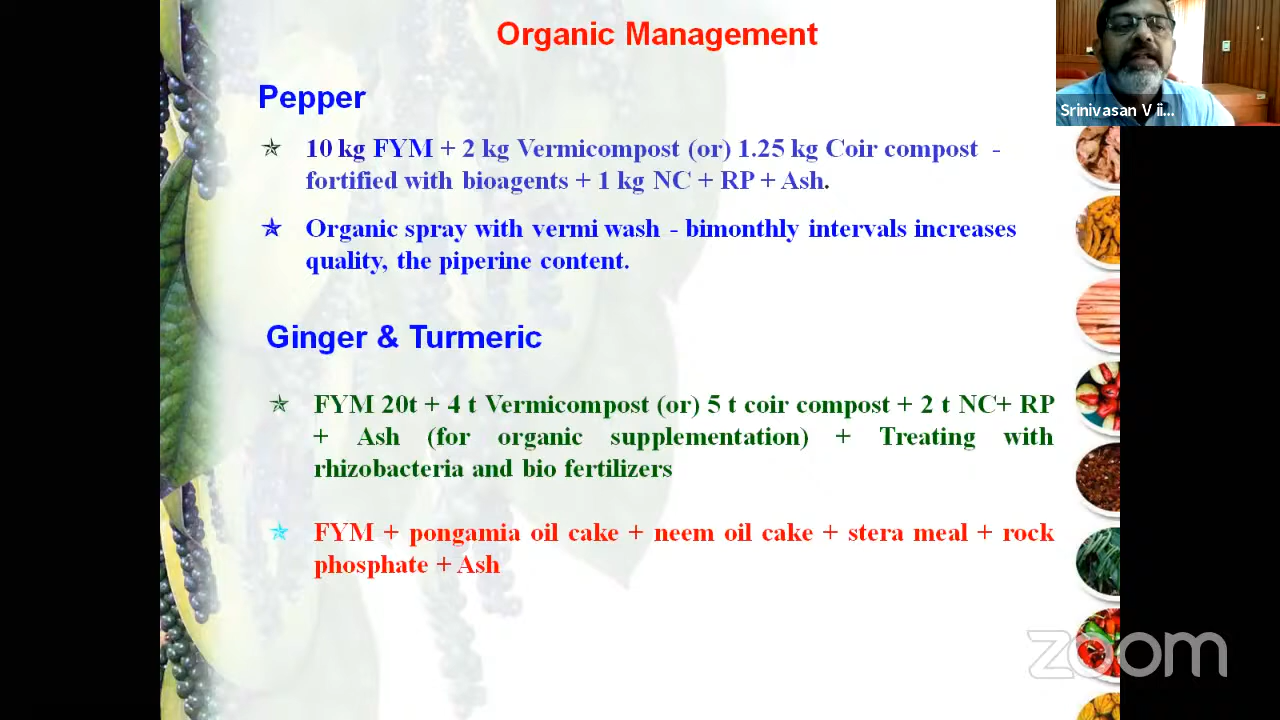 Organic Management
Srinivasan V ii...
Pepper
10 kg FYM + 2 kg Vermicompost (or) 1.25 kg Coir compost -
fortified with bioagents + 1 kg NC + RP + Ash.
Organic spray with vermi wash - bimonthly intervals increases
quality, the piperine content.
Ginger & Turmeric
FYM 20t + 4 t Vermicompost (or) 5 t coir compost + 2 t NC+ RP
+ Ash (for organic supplementation) + Treating with
rhizobacteria and bio fertilizers
FYM + pongamia oil cake + neem oil cake + stera meal + rock
phosphate + Ash
zoom